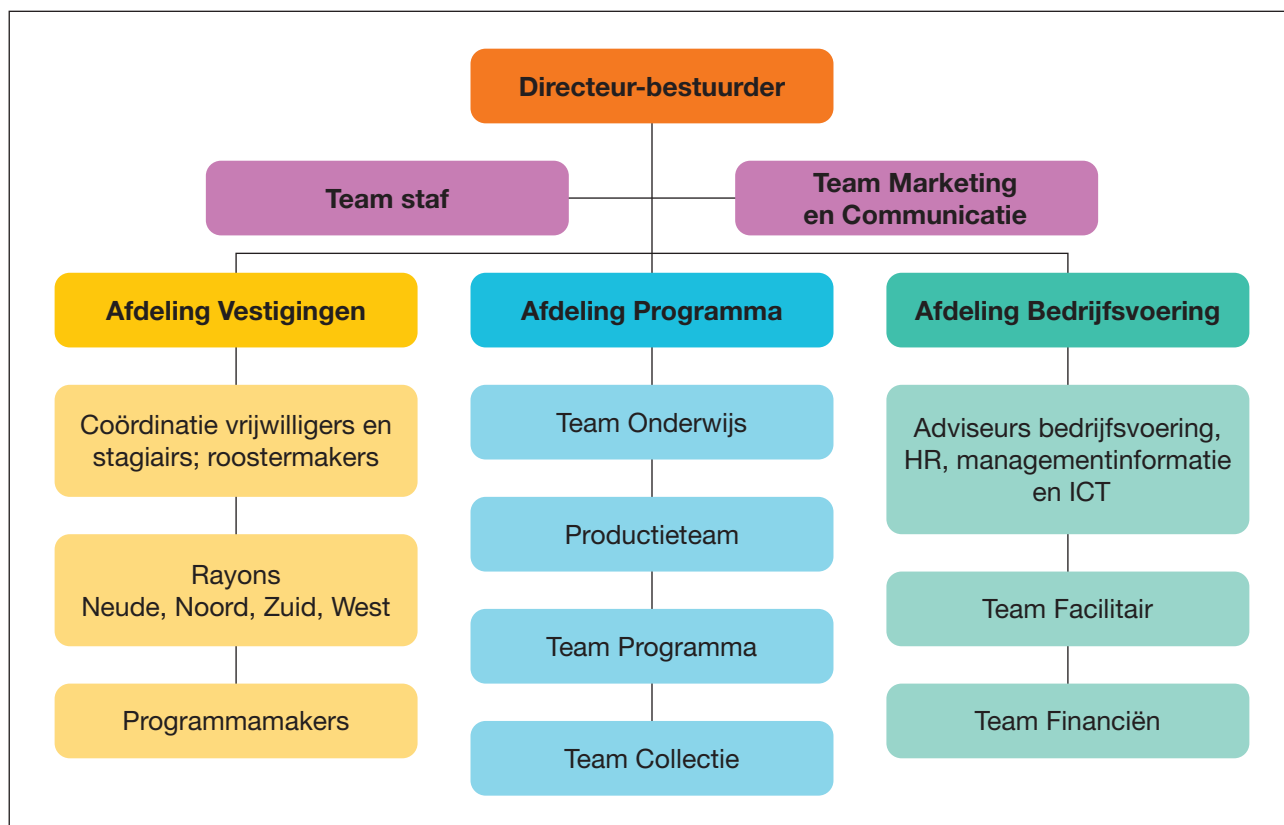 Directeur-bestuurder
Team staf
Team Marketing
en Communicatie
Afdeling Vestigingen
Coördinatie vrijwilligers en
stagiairs; roostermakers
Rayons
Neude, Noord, Zuid, West
Programmamakers
Afdeling Programma
Team Onderwijs
Productieteam
Team Programma
Team Collectie
Afdeling Bedrijfsvoering
Adviseurs bedrijfsvoering,
HR, managementinformatie
en ICT
Team Facilitair
Team Financiën